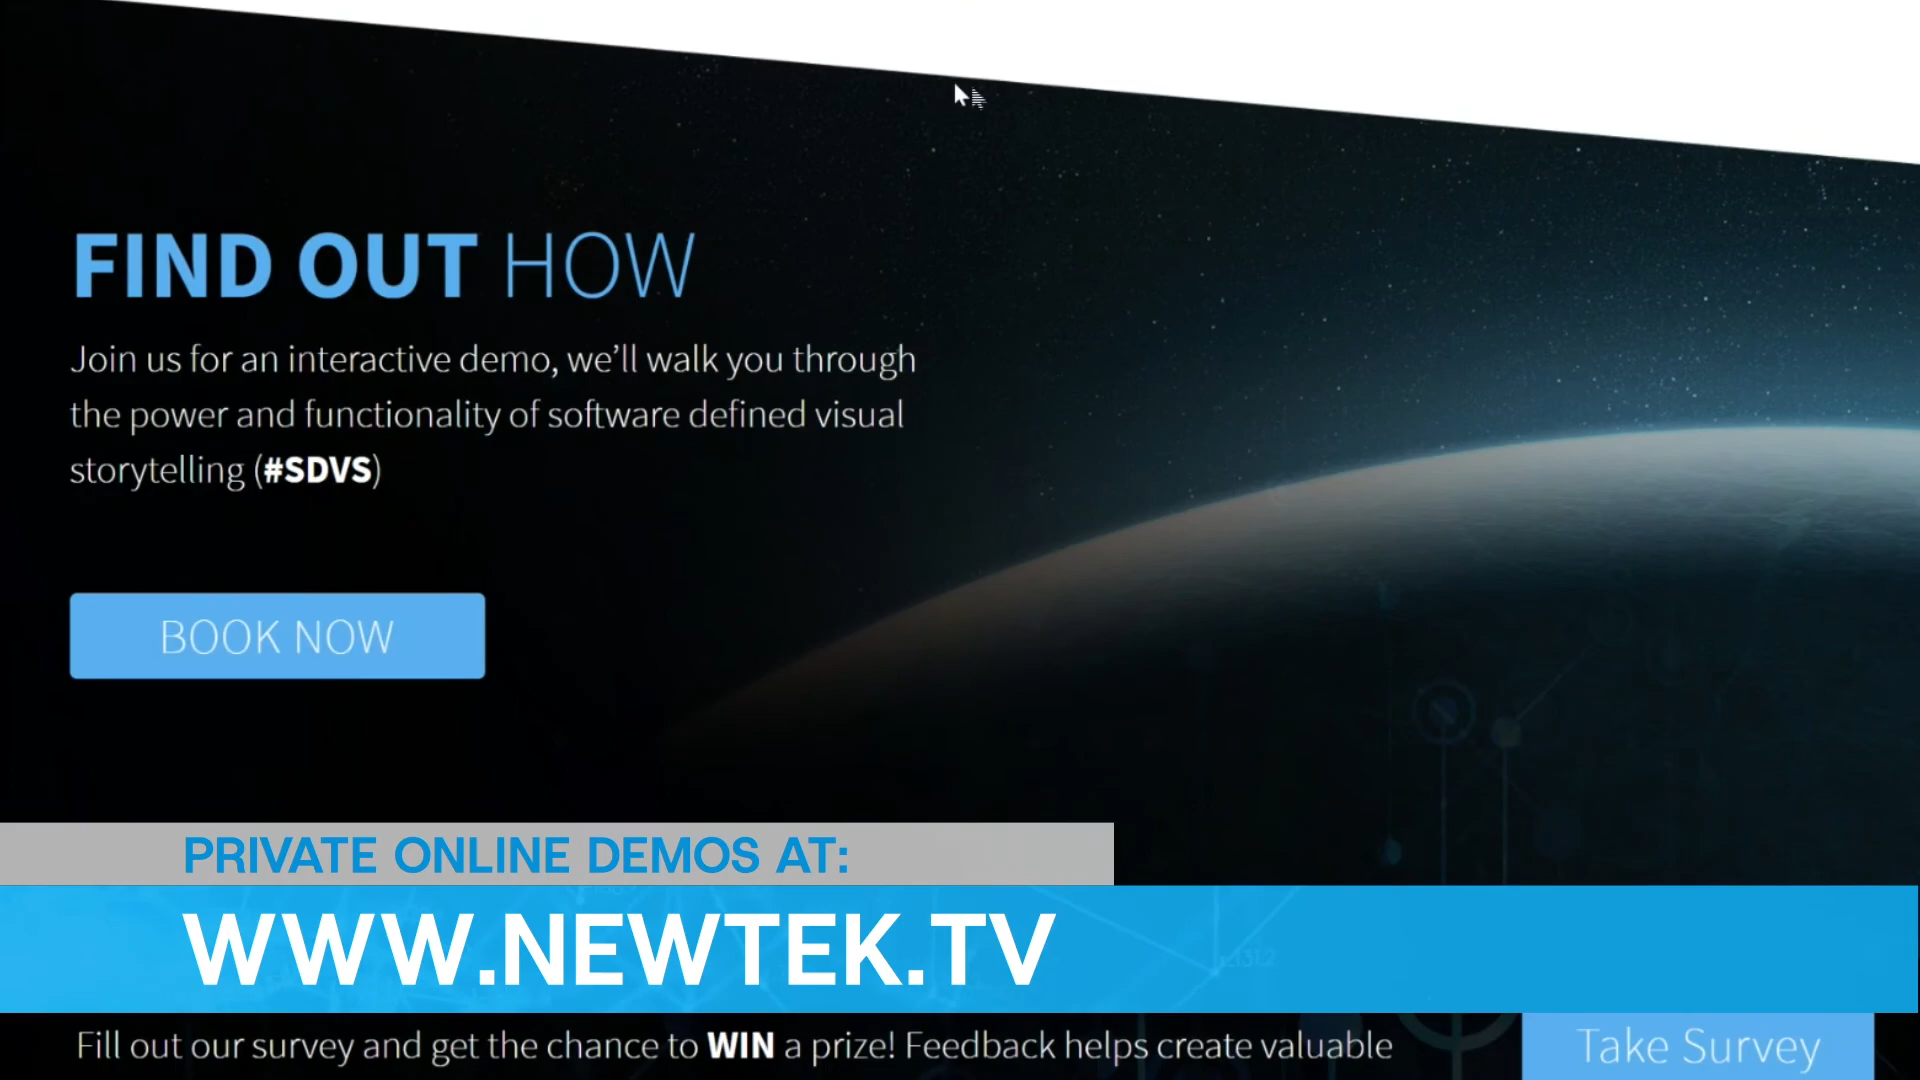 FIND OUT HOW
Join us for an interactive demo, we’ll walk you through
the power and functionality of software defined visual
storytelling (#SDVS)
BOOK NOW
PRIVATE ONLINE DEMOS AT:
WWW.NEWTEK.TV
Fill out our survey and get the chance to WIN a prize! Feedback helps create valuable
Take Survey